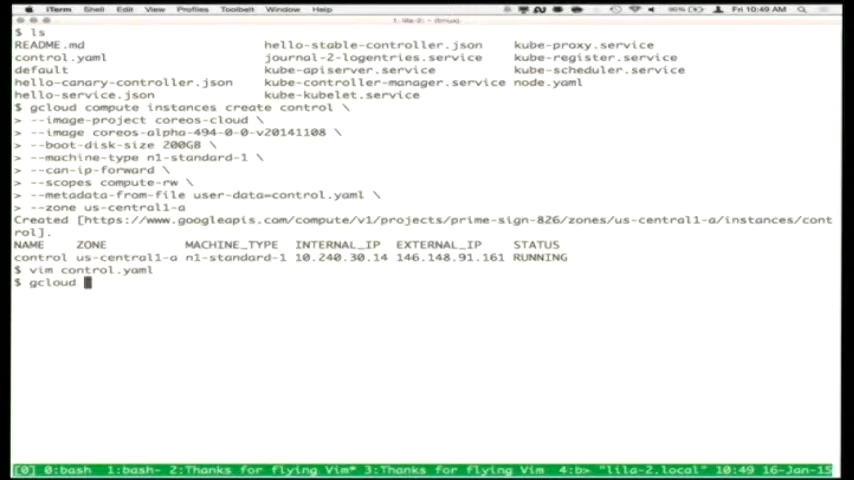 iTerm Shell Edit View Profiles Toolbelt Window Help Fri 10:49 AM
1. lila-2: ~ (tmux)
$ ls
README.md hello-stable-controller.json kube-proxy.service
control.yaml journal-2-logentries.service kube-register.service
default kube-apiserver.service kube-scheduler.service
hello-canary-controller.json kube-controller-manager.service node.yaml
hello-service.json kube-kubelet.service
$ gcloud compute instances create control \
> --image-project coreos-cloud \
> --image coreos-alpha-494-0-0-v20141108 \
> --boot-disk-size 200GB \
> --machine-type n1-standard-1 \
> --can-ip-forward \
> --scopes compute-rw \
> --metadata-from-file user-data=control.yaml \
> --zone us-central1-a
Created [https://www.googleapis.com/compute/v1/projects/prime-sign-826/zones/us-central1-a/instances/cont
rol].
NAME ZONE MACHINE_TYPE INTERNAL_IP EXTERNAL_IP STATUS
control us-central1-a n1-standard-1 10.240.30.14 146.148.91.161 RUNNING
$ vim control.yaml
$ gcloud
[0] 0:bash 1:bash- 2:Thanks for flying Vim* 3:Thanks for flying Vim 4:b> "lila-2.local" 10:49 16-Jan-15